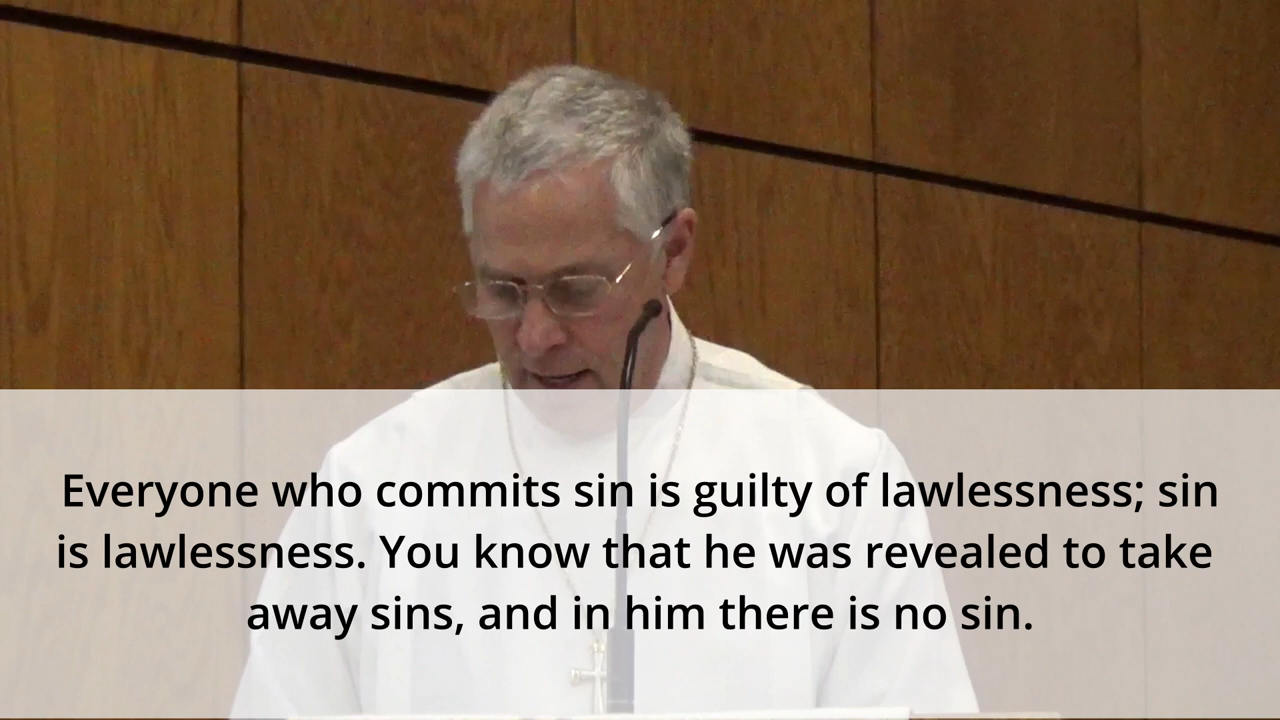 Everyone who commits sin is guilty of lawlessness; sin
is lawlessness. You know that he was revealed to take
away sins, and in him there is no sin.